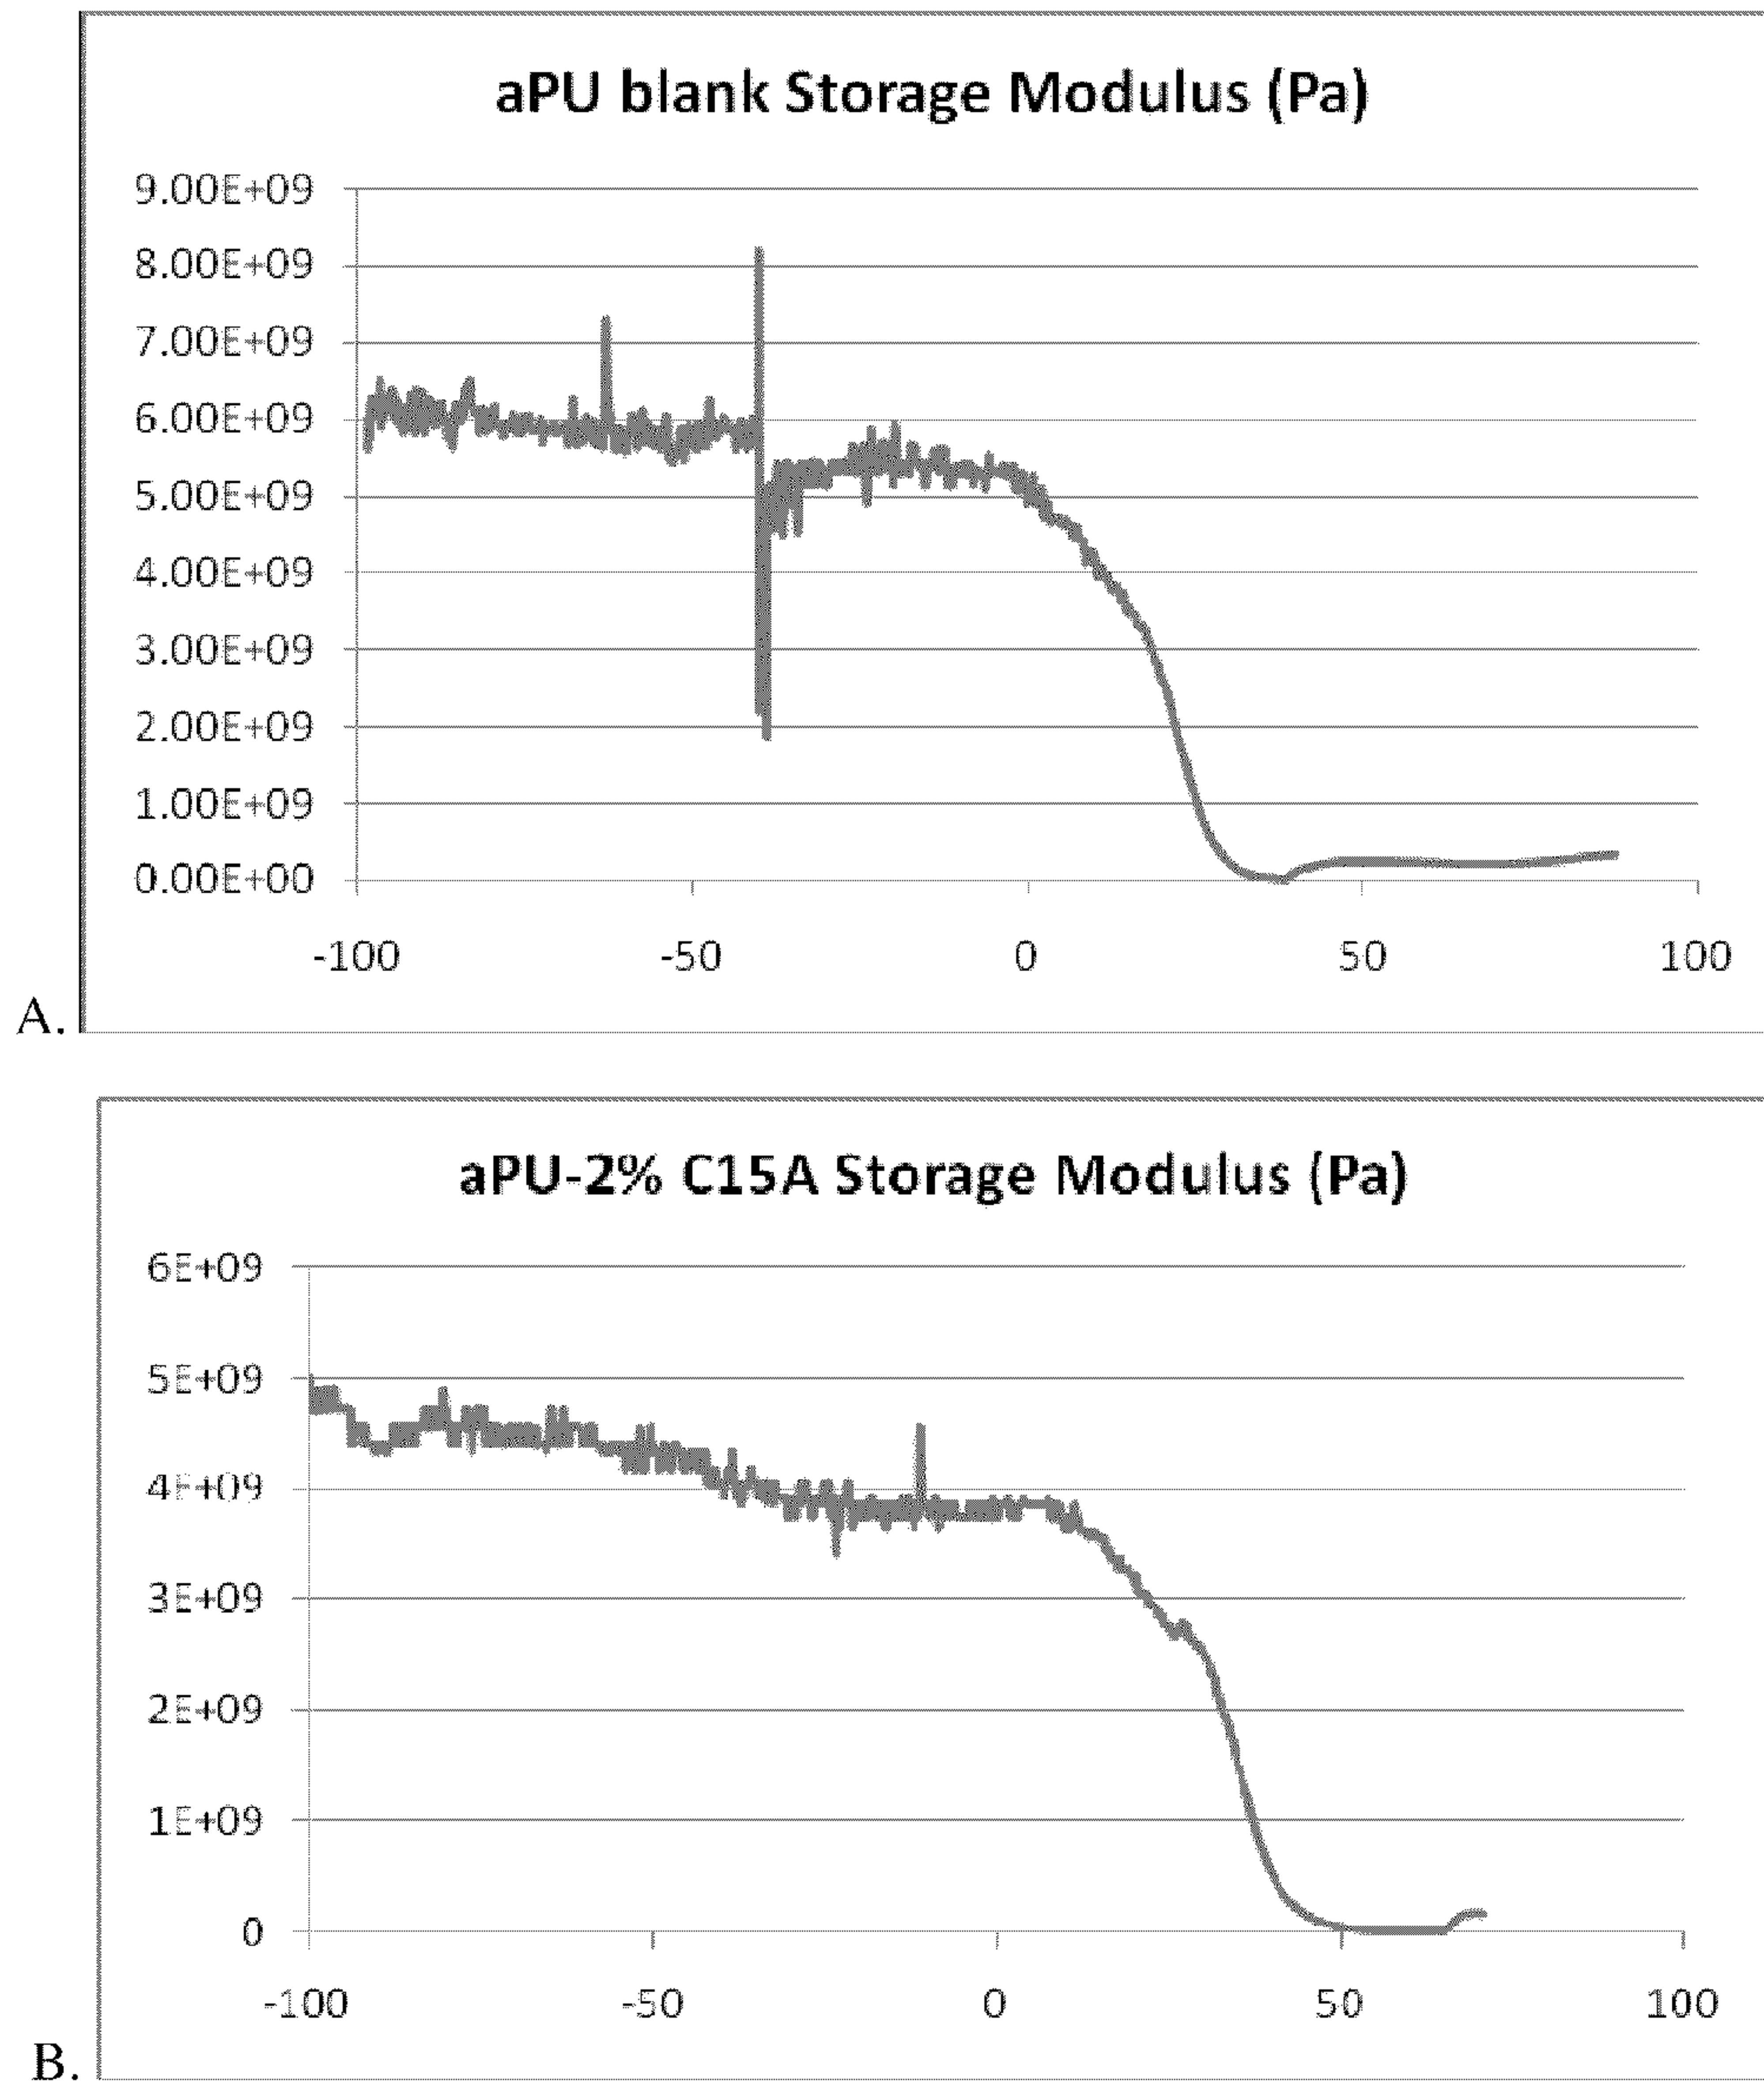 aPU blank Storage Modulus (Pa)
9.00E+09
8.00E+09
7.00E+09
6.00E+09
5.00E+09
4.00E+09
3.00E+09
2.00E+09
1.00E+09
0.00E+00
-100 -50 0 50 100
A.
aPU-2% C15A Storage Modulus (Pa)
6E+09
5E+09
4E+09
3E+09
2E+09
1E+09
0
-100 -50 0 50 100
B.